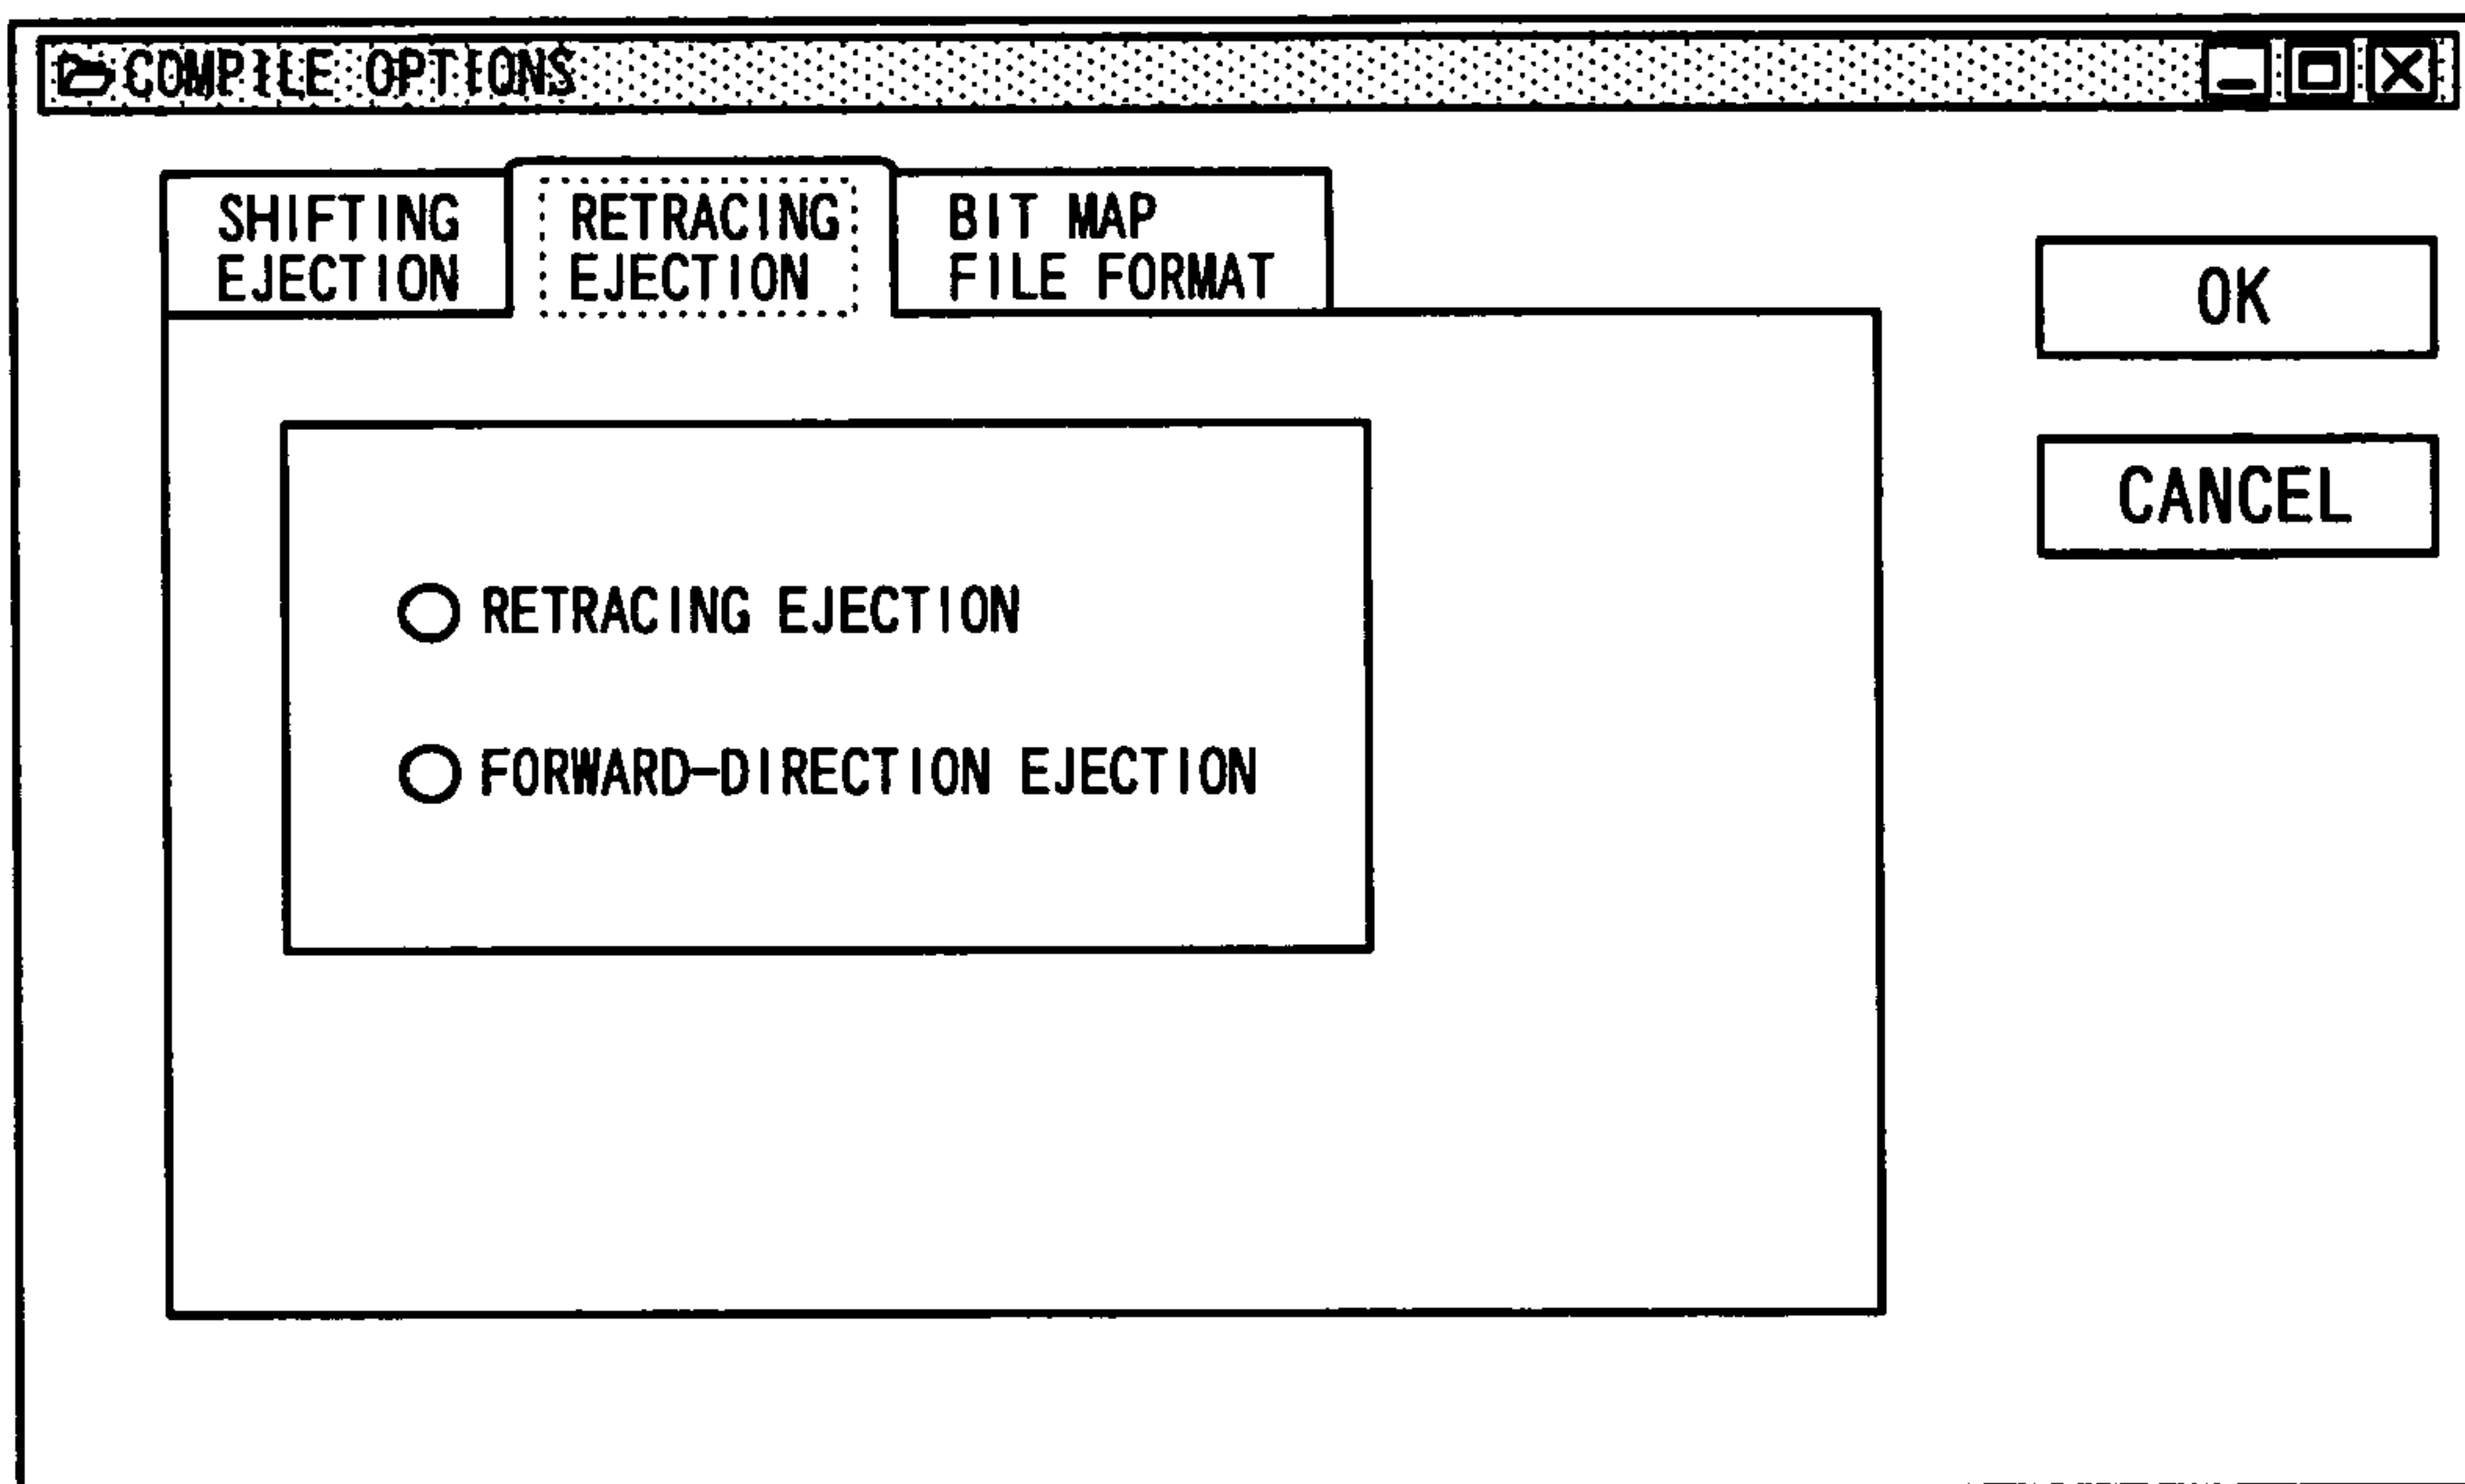 COMPILE OPTIONS
SHIFTING
EJECTION
RETRACING
EJECTION
BIT MAP
FILE FORMAT
OK
CANCEL
RETRACING EJECTION
FORWARD-DIRECTION EJECTION